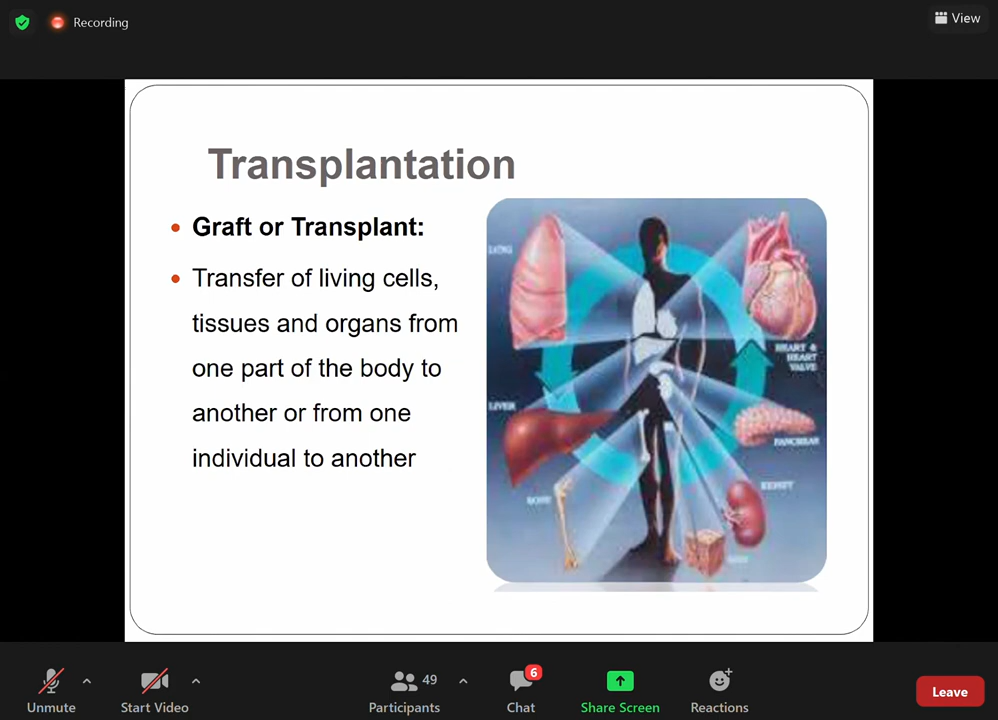 Recording
View
Transplantation
• Graft or Transplant:
• Transfer of living cells,
tissues and organs from
one part of the body to
another or from one
individual to another
LUNG
HEART &
HEART
VALVE
LIVER
PANCREAS
BONE
KIDNEY
Unmute
Start Video
49
Participants
6
Chat
Share Screen
Reactions
Leave